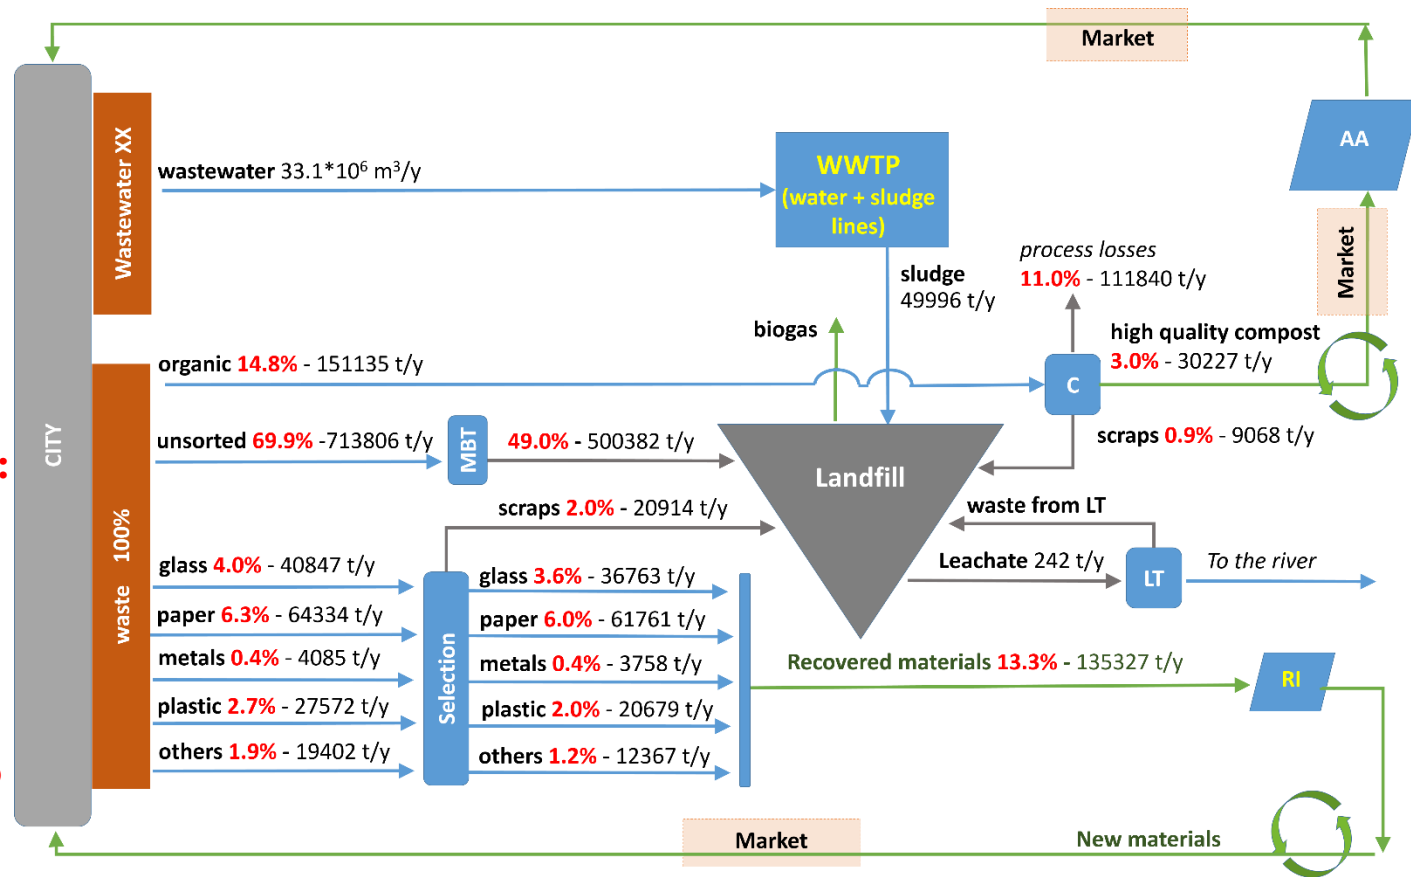 Market
CITY
Wastewater XX
wastewater 33.1*10⁶ m³/y
WWTP
(water + sludge
lines)
AA
Market
sludge
49996 t/y
process losses
11.0% - 111840 t/y
biogas
high quality compost
3.0% - 30227 t/y
organic 14.8% - 151135 t/y
C
unsorted 69.9% -713806 t/y
MBT
49.0% - 500382 t/y
scraps 0.9% - 9068 t/y
:
Landfill
scraps 2.0% - 20914 t/y
waste from LT
waste 100%
glass 4.0% - 40847 t/y
glass 3.6% - 36763 t/y
Leachate 242 t/y
LT
To the river
paper 6.3% - 64334 t/y
paper 6.0% - 61761 t/y
metals 0.4% - 4085 t/y
Selection
metals 0.4% - 3758 t/y
Recovered materials 13.3% - 135327 t/y
RI
plastic 2.7% - 27572 t/y
plastic 2.0% - 20679 t/y
others 1.9% - 19402 t/y
others 1.2% - 12367 t/y
Market
New materials